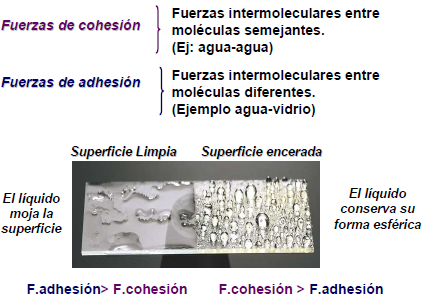 Fuerzas de cohesión
Fuerzas intermoleculares entre
moléculas semejantes.
(Ej: agua-agua)
Fuerzas de adhesión
Fuerzas intermoleculares entre
moléculas diferentes.
(Ejemplo agua-vidrio)
Superficie Limpia
Superficie encerada
El líquido
moja la
superficie
El líquido
conserva su
forma esférica
F.adhesión> F.cohesión
F.cohesión > F.adhesión